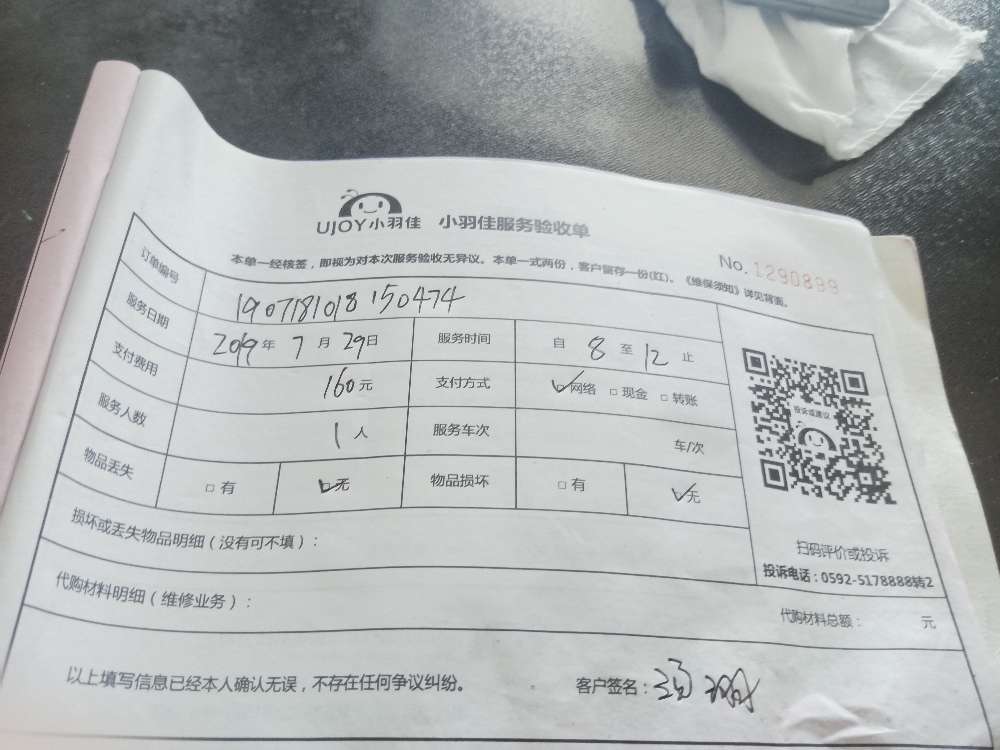 UJOY小羽佳 小羽佳服务验收单
No.1290899
本单一经核签，即视为对本次服务验收无异议。本单一式两份，客户留存一份(红)。《维保须知》详见背面。
订单编号 1907181018150474
服务日期 2019年 7 月 29日 服务时间 自 8 至 12 止
支付费用 160元 支付方式 ☑网络 □现金 □转账
服务人数 1 人 服务车次 车/次
物品丢失 □有 ☑无 物品损坏 □有 ☑无
损坏或丢失物品明细（没有可不填）：
投诉或建议
扫码评价或投诉
投诉电话：0592-5178888转2
代购材料明细（维修业务）： 代购材料总额： 元
以上填写信息已经本人确认无误，不存在任何争议纠纷。 客户签名：